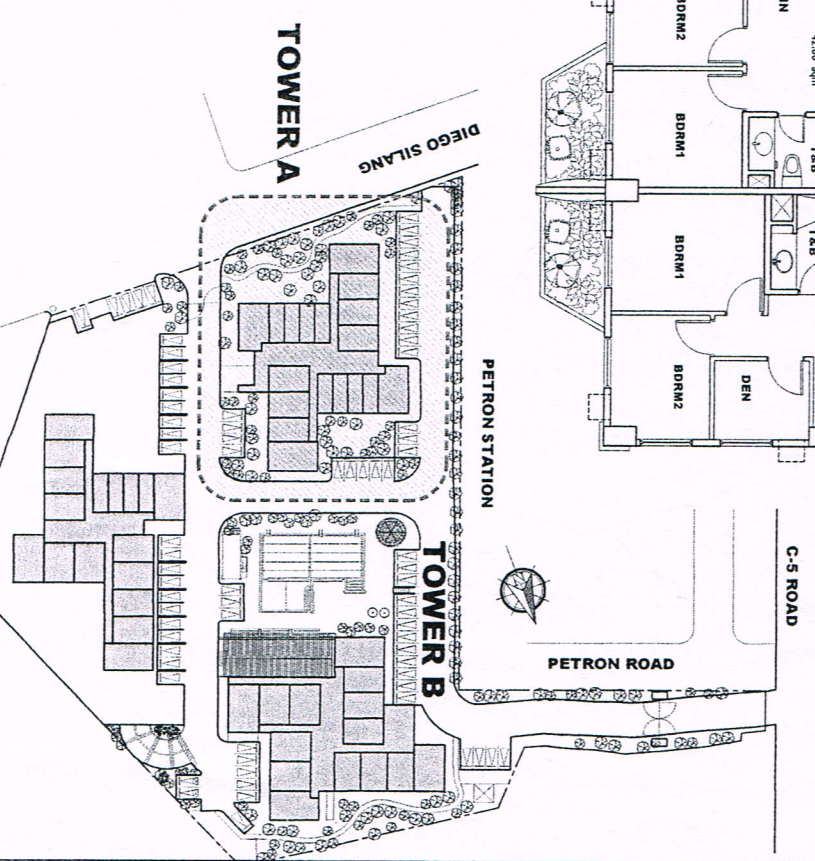 TOWER A
DIEGO SILANG
PETRON STATION
TOWER B
PETRON ROAD
C-5 ROAD
BDRM2
BDRM1
BDRM1
BDRM2
DEN
T&B
T&B